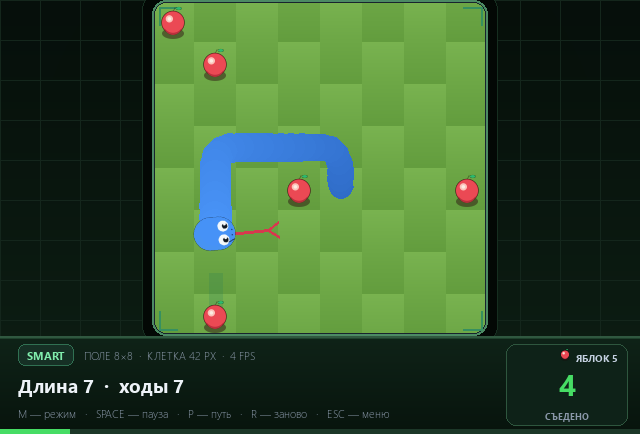 SMART ПОЛЕ 8×8 · КЛЕТКА 42 PX · 4 FPS
Длина 7 · ходы 7
M — режим · SPACE — пауза · P — путь · R — заново · ESC — меню
ЯБЛОК 5
4
СЪЕДЕНО